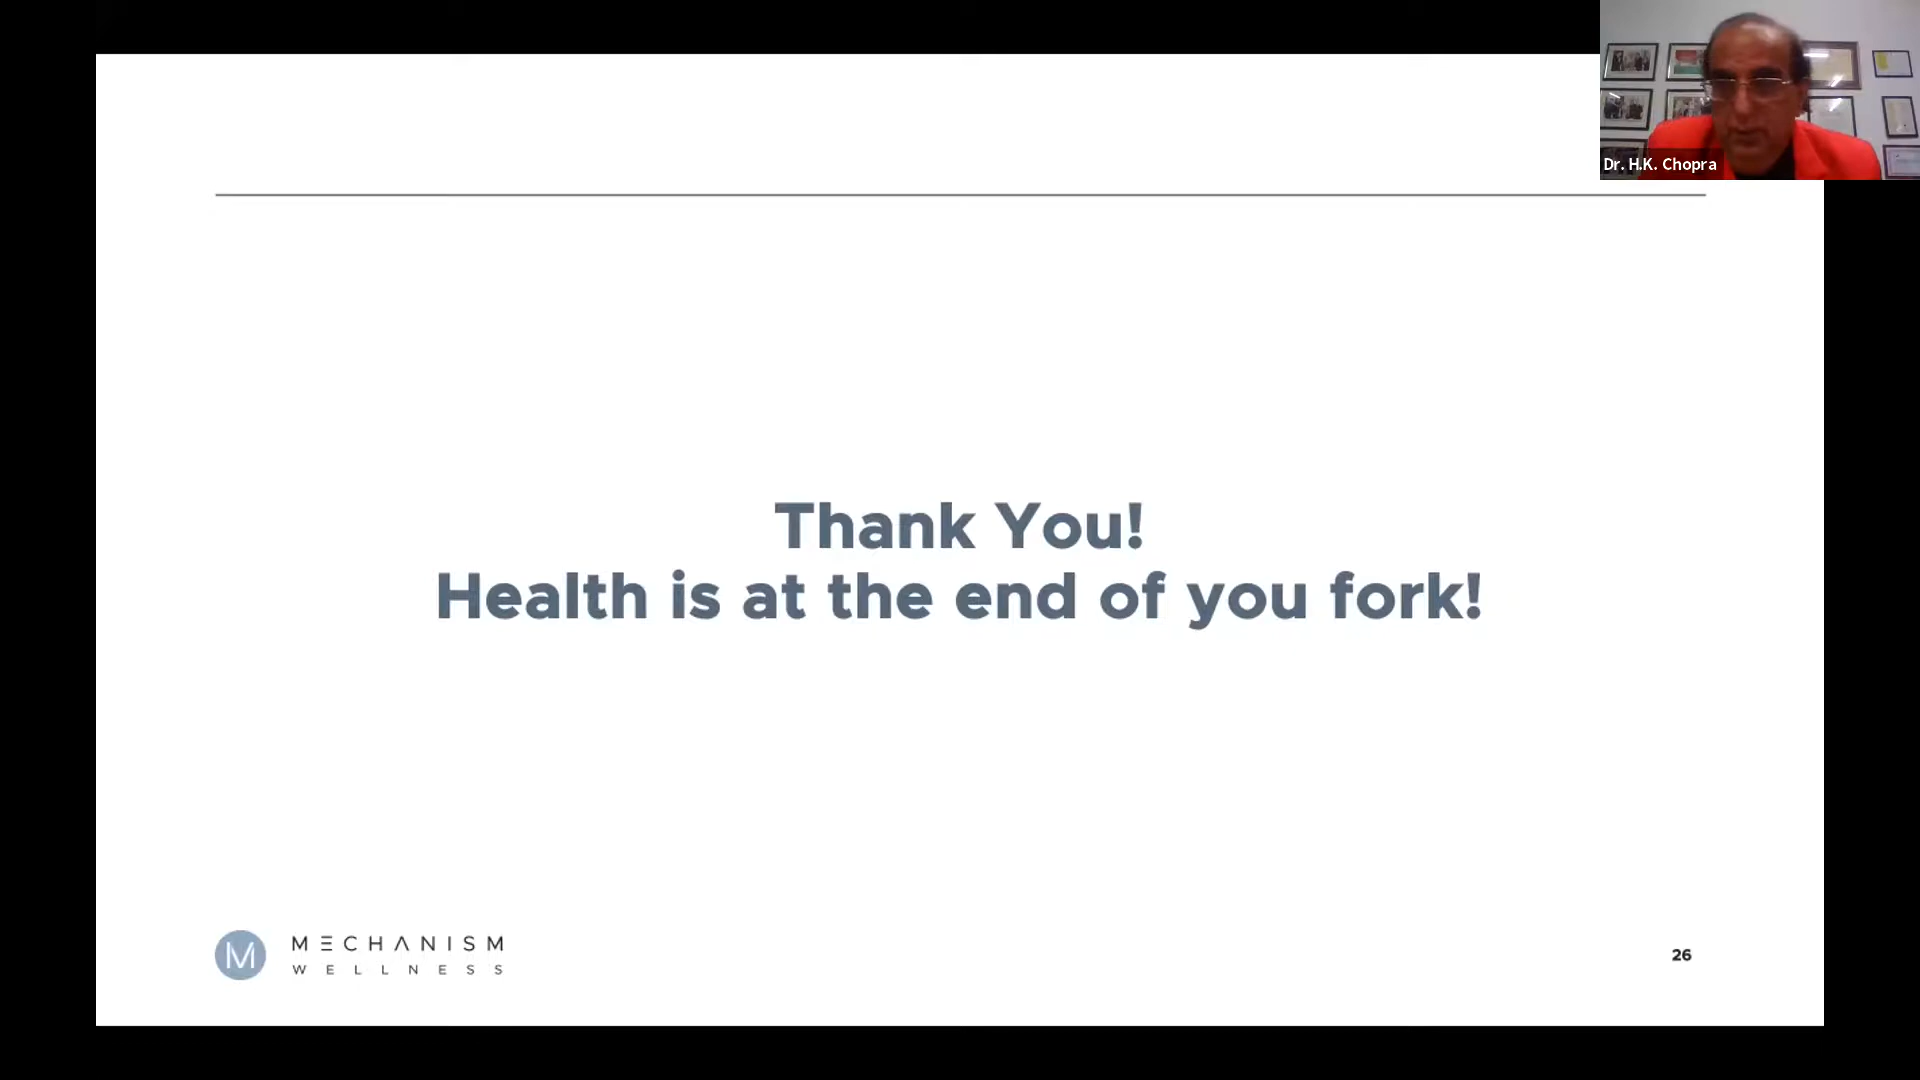 Dr. H.K. Chopra
Thank You!
Health is at the end of you fork!
M
MECHANISM
WELLNESS
26